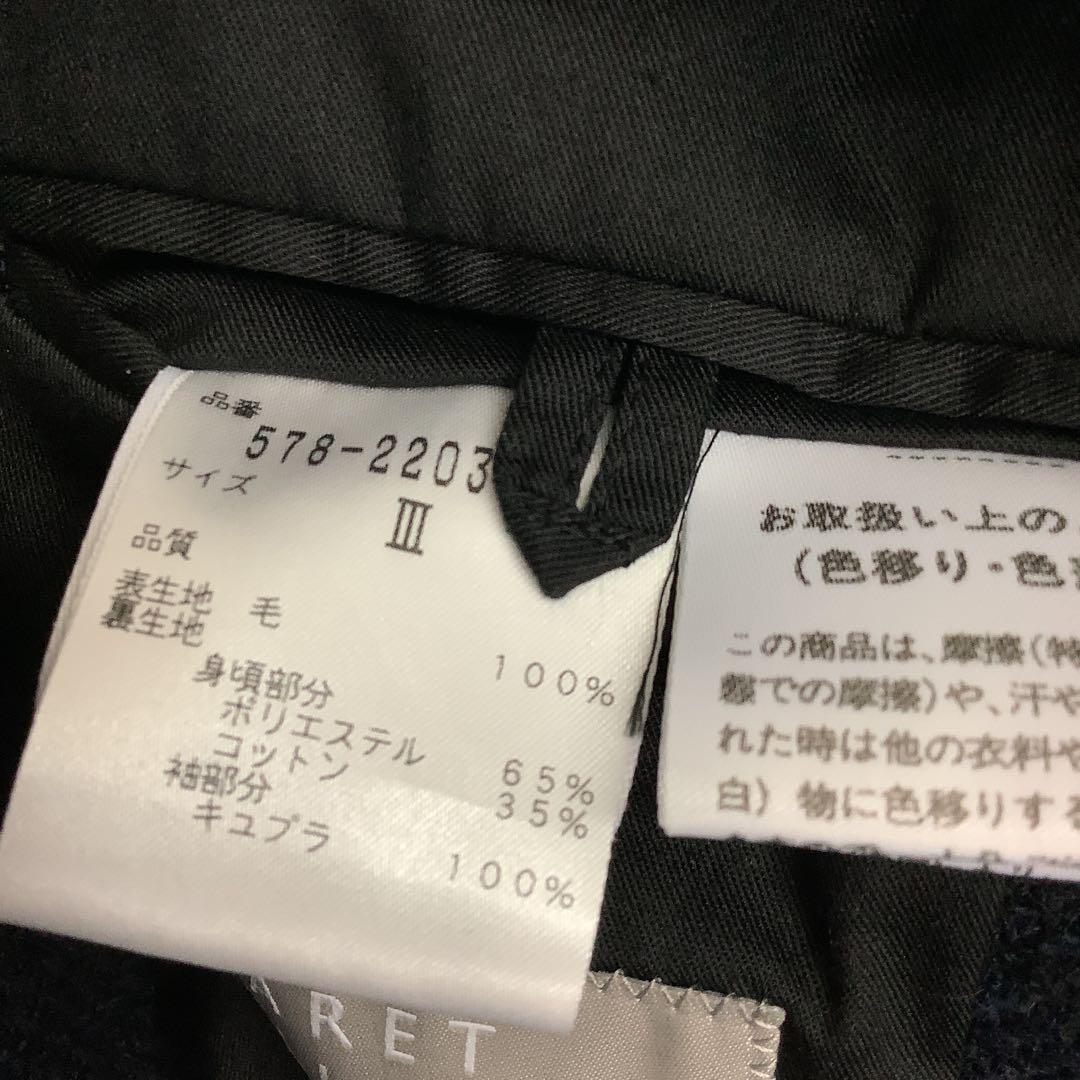 品番
578-2203
サイズ
Ⅲ
品質
表生地 毛 100%
裏生地
身頃部分
ポリエステル 65%
コットン 35%
袖部分
キュプラ 100%
お取扱い上の
(色移り・色
この商品は、摩擦(特
態での摩擦)や、汗や
れた時は他の衣料や
白)物に色移りする
ARET